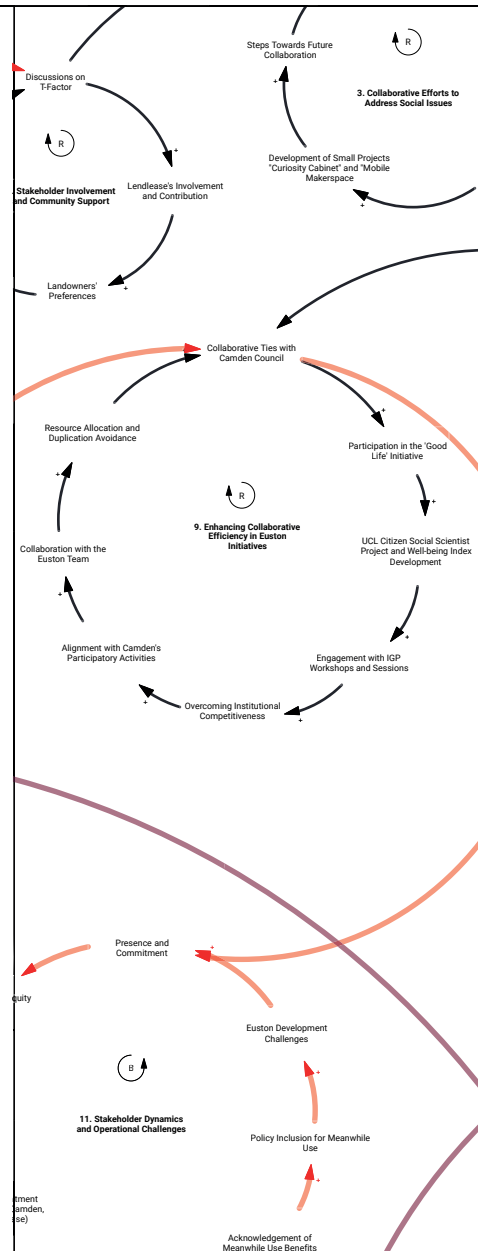 Steps Towards Future
Collaboration
R
3. Collaborative Efforts to
Address Social Issues
Discussions on
T-Factor
R
+
Stakeholder Involvement
and Community Support
Lendlease's Involvement
and Contribution
+
Development of Small Projects
"Curiosity Cabinet" and "Mobile
Makerspace
+
Landowners'
Preferences
+
Collaborative Ties with
Camden Council
+
Resource Allocation and
Duplication Avoidance
Participation in the 'Good
Life' Initiative
+
R
+
9. Enhancing Collaborative
Efficiency in Euston
Initiatives
Collaboration with the
Euston Team
UCL Citizen Social Scientist
Project and Well-being Index
Development
+
+
Alignment with Camden's
Participatory Activities
Engagement with IGP
Workshops and Sessions
+
Overcoming Institutional
Competitiveness
+
Presence and
Commitment
+
quity
Euston Development
Challenges
B
+
11. Stakeholder Dynamics
and Operational Challenges
Policy Inclusion for Meanwhile
Use
+
tment
Camden,
se)
Acknowledgement of
Meanwhile Use Benefits